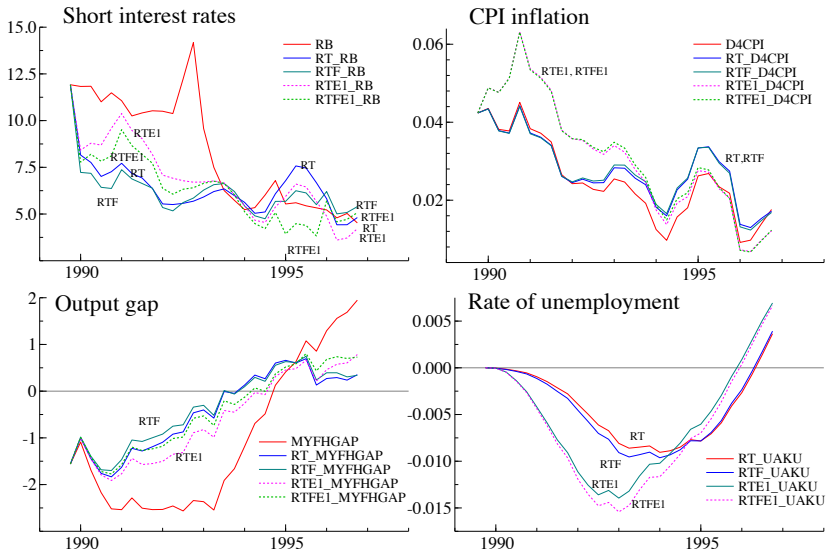 Short interest rates
15.0
12.5
10.0
7.5
5.0
1990
1995
RB
RT_RB
RTF_RB
RTE1_RB
RTFE1_RB
RTE1
RTFE1
RT
RTF
RT
RTFE1
RTF
RTFE1
RT
RTE1
CPI inflation
0.06
0.04
0.02
1990
1995
D4CPI
RT_D4CPI
RTF_D4CPI
RTE1_D4CPI
RTFE1_D4CPI
RTE1, RTFE1
RT,RTF
Output gap
2
1
0
-1
-2
1990
1995
RTF
RTE1
MYFHGAP
RT_MYFHGAP
RTF_MYFHGAP
RTE1_MYFHGAP
RTFE1_MYFHGAP
Rate of unemployment
0.005
0.000
-0.005
-0.010
-0.015
1990
1995
RT
RTF
RTE1
RTFE1
RT_UAKU
RTF_UAKU
RTE1_UAKU
RTFE1_UAKU